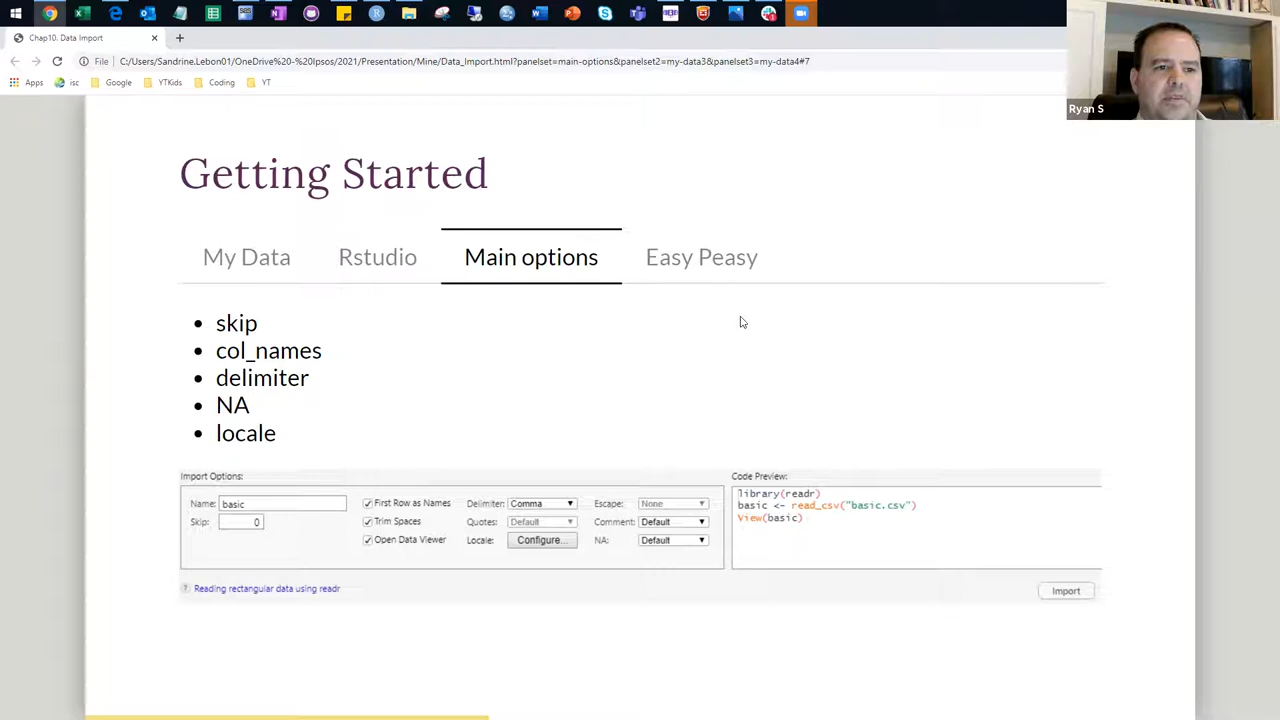 Chap10. Data Import
File
C:/Users/Sandrine.Lebon01/OneDrive%20-%20Ipsos/2021/Presentation/Mine/Data_Import.html?panelset=main-options&panelset2=my-data3&panelset3=my-data4#7
Apps isc Google YTKids Coding YT
Ryan S
Getting Started
My Data Rstudio Main options Easy Peasy
• skip
• col_names
• delimiter
• NA
• locale
Import Options:
Name: basic
Skip: 0
First Row as Names
Trim Spaces
Open Data Viewer
Delimiter: Comma
Quotes: Default
Locale: Configure...
Escape: None
Comment: Default
NA: Default
Code Preview:
library(readr)
basic <- read_csv("basic.csv")
View(basic)
? Reading rectangular data using readr
Import